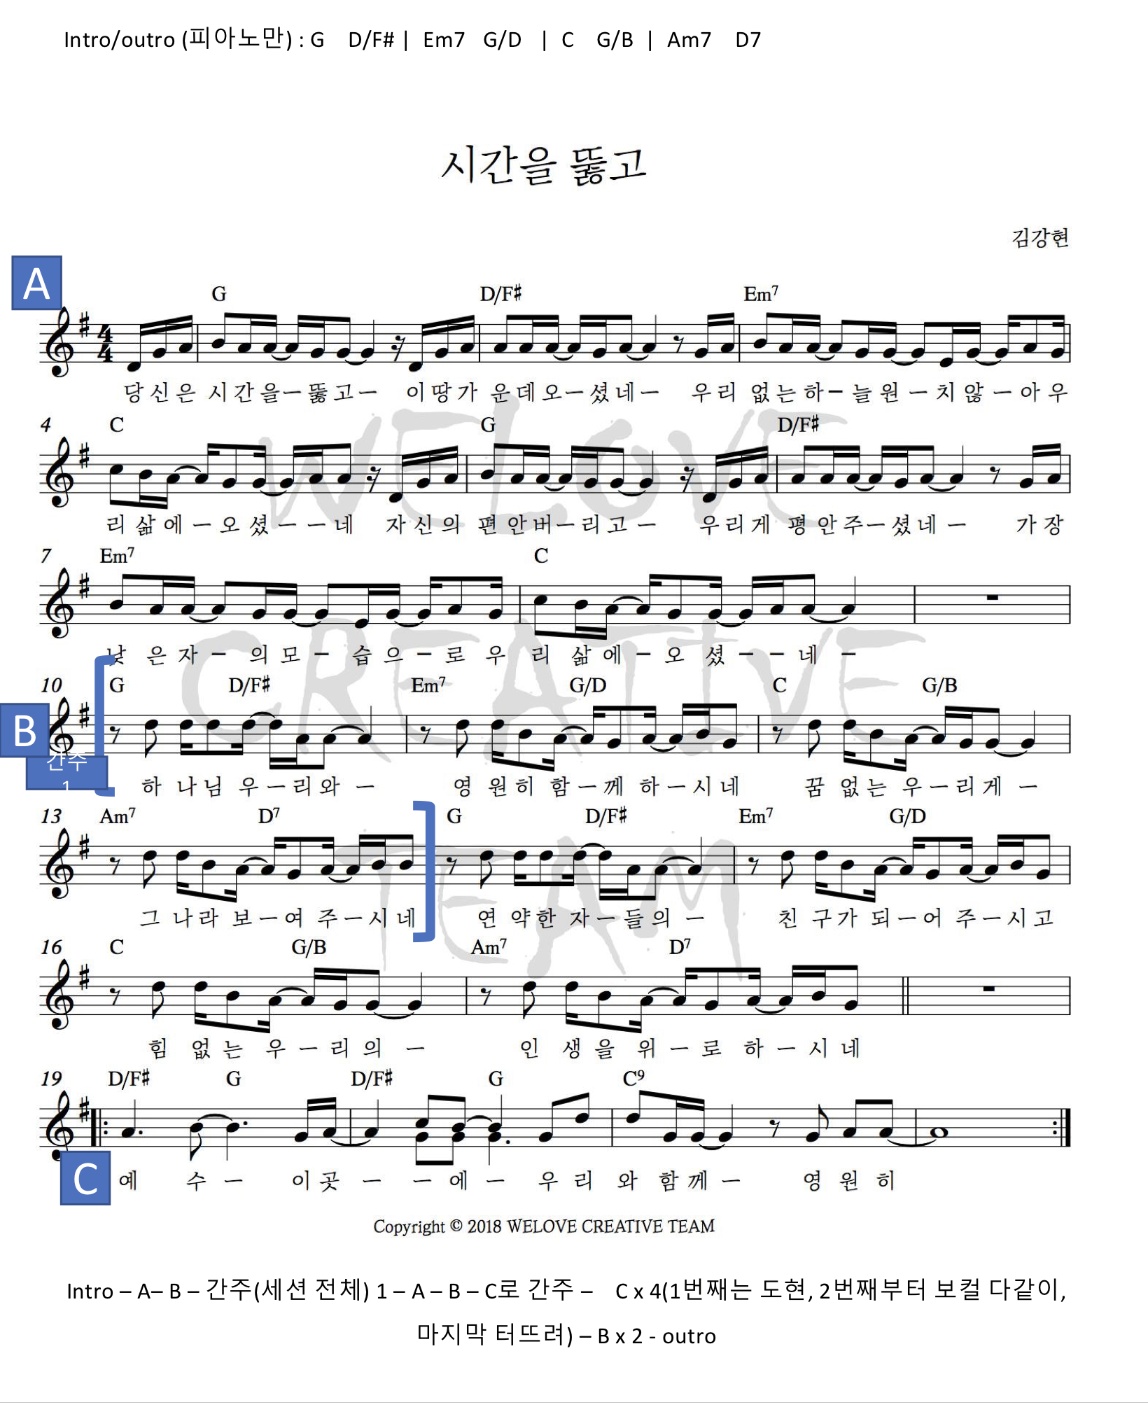 Intro/outro (피아노만) : G D/F# | Em7 G/D | C G/B | Am7 D7
시간을 뚫고
김강현
A
G D/F# Em7
당신은 시간을-뚫고- 이땅가 운데오-셨네- 우리 없는하-늘원-치않-아우
4 C G D/F#
리삶에-오셨--네 자신의 편안버-리고- 우리게 평안주-셨네- 가장
7 Em7 C
낮은자-의모-습으-로우 리삶에-오셨--네-
10 G D/F# Em7 G/D C G/B
B
간주
1
하나님우-리와- 영원히함-께하-시네 꿈없는우-리게-
13 Am7 D7 G D/F# Em7 G/D
그나라보-여주-시네 연약한자-들의- 친구가되-어주-시고
16 C G/B Am7 D7
힘없는우-리의- 인생을위-로하-시네
19 D/F# G D/F# G C9
C
예수-이곳--에-우리 와함께- 영원히
WELOVE
CREATIVE
TEAM
Copyright © 2018 WELOVE CREATIVE TEAM
Intro – A– B – 간주(세션 전체) 1 – A – B – C로 간주 – C x 4(1번째는 도현, 2번째부터 보컬 다같이,
마지막 터뜨려) – B x 2 - outro